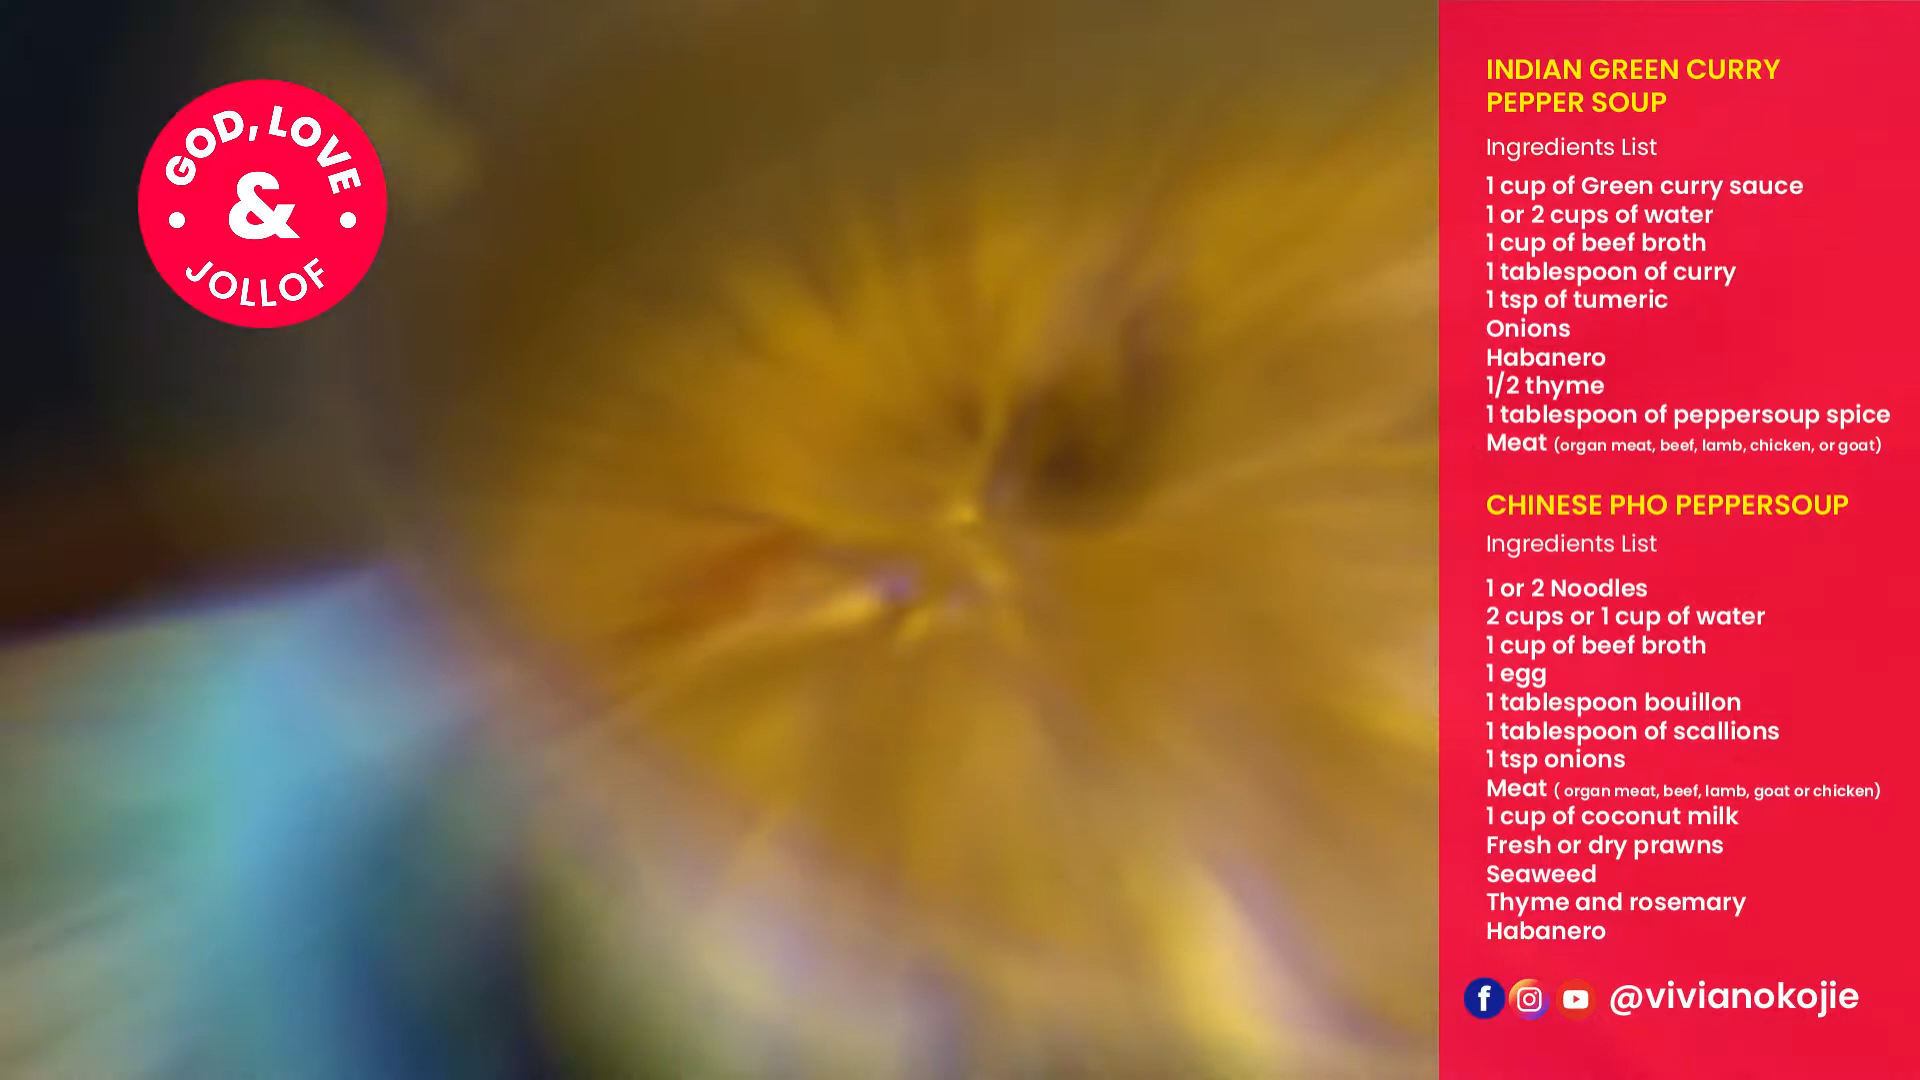 GOD, LOVE
&
JOLLOF
INDIAN GREEN CURRY
PEPPER SOUP
Ingredients List
1 cup of Green curry sauce
1 or 2 cups of water
1 cup of beef broth
1 tablespoon of curry
1 tsp of tumeric
Onions
Habanero
1/2 thyme
1 tablespoon of peppersoup spice
Meat (organ meat, beef, lamb, chicken, or goat)
CHINESE PHO PEPPERSOUP
Ingredients List
1 or 2 Noodles
2 cups or 1 cup of water
1 cup of beef broth
1 egg
1 tablespoon bouillon
1 tablespoon of scallions
1 tsp onions
Meat ( organ meat, beef, lamb, goat or chicken)
1 cup of coconut milk
Fresh or dry prawns
Seaweed
Thyme and rosemary
Habanero
@vivianokojie